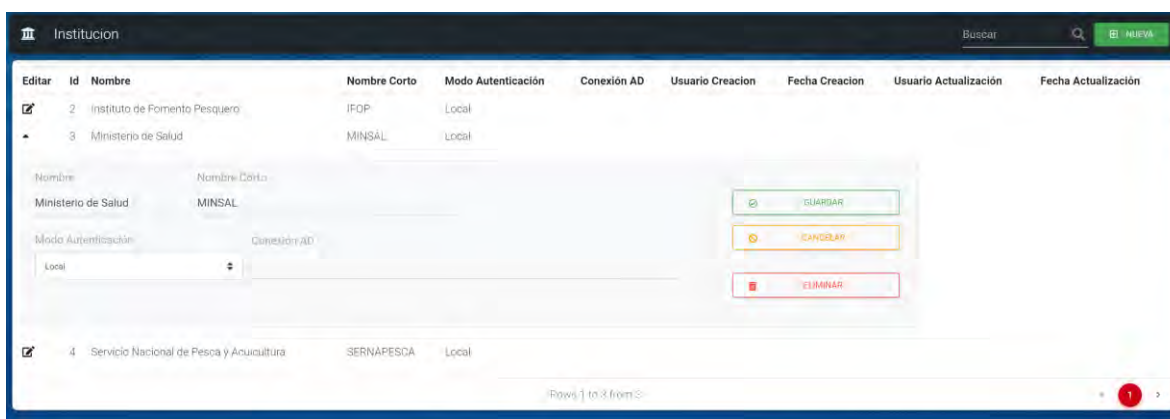 Institucion Buscar NUEVA
Editar Id Nombre Nombre Corto Modo Autenticación Conexión AD Usuario Creacion Fecha Creacion Usuario Actualización Fecha Actualización
2 Instituto de Fomento Pesquero IFOP Local
3 Ministerio de Salud MINSAL Local
Nombre Nombre Corto
Ministerio de Salud MINSAL GUARDAR
Modo Autenticación Conexión AD CANCELAR
Local
ELIMINAR
4 Servicio Nacional de Pesca y Acuicultura SERNAPESCA Local
Rows 1 to 3 from 3 1